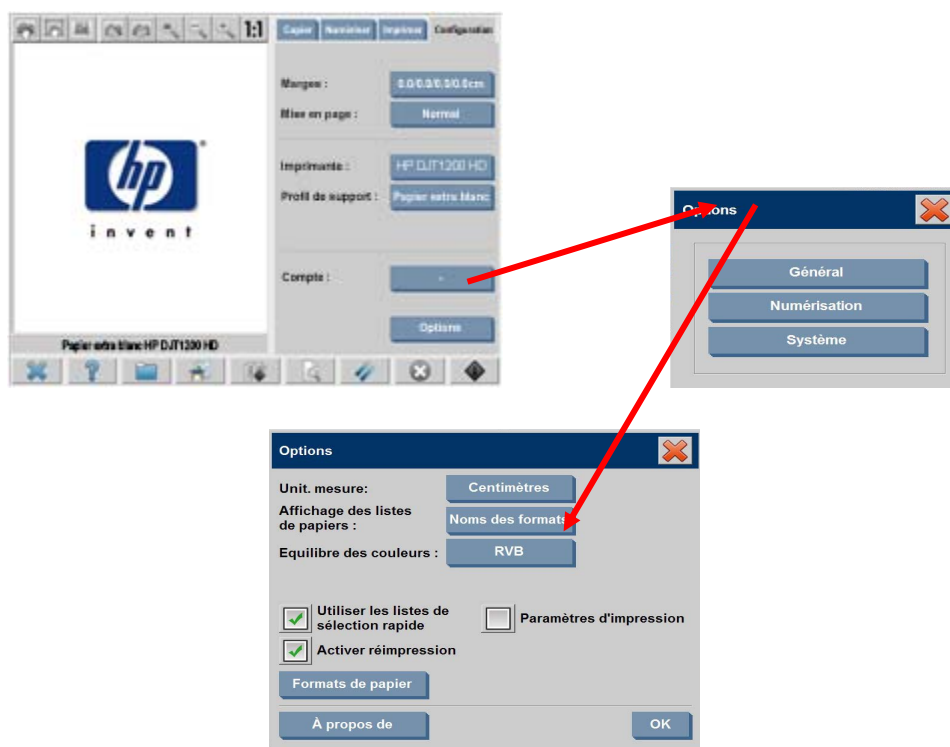 1:1
Copier Numériser Imprimer Configuration
Marges : 0.0/0.0/0.0/0.0cm
Mise en page : Normal
hp
invent
Imprimante : HP DJT1200 HD
Profil de support : Papier extra blanc
Compte : -
Options
Papier extra blanc HP DJT1200 HD
Options
Général
Numérisation
Système
Options
Unit. mesure: Centimètres
Affichage des listes
de papiers : Noms des formats
Equilibre des couleurs : RVB
Utiliser les listes de
sélection rapide
Paramètres d'impression
Activer réimpression
Formats de papier
À propos de
OK